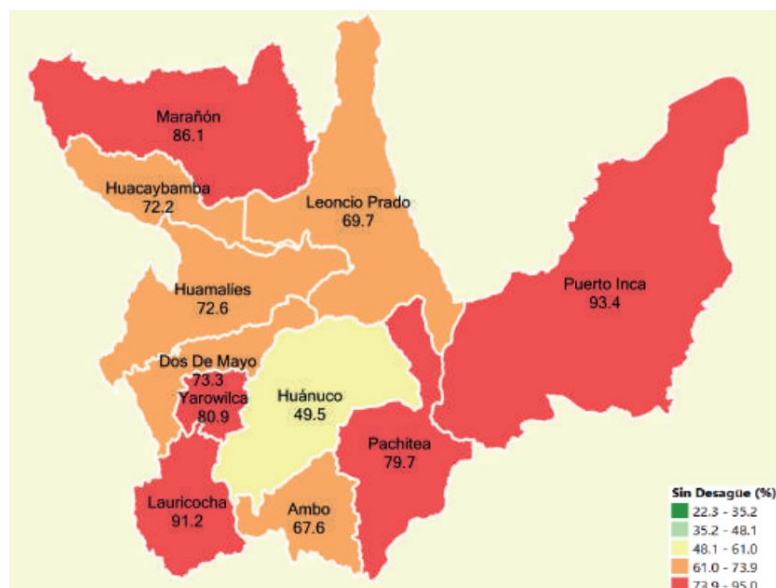 Marañón
86.1
Huacaybamba
72.2
Leoncio Prado
69.7
Huamalíes
72.6
Puerto Inca
93.4
Dos De Mayo
73.3
Yarowilca
80.9
Huánuco
49.5
Pachitea
79.7
Lauricocha
91.2
Ambo
67.6
Sin Desagüe (%)
22.3 - 35.2
35.2 - 48.1
48.1 - 61.0
61.0 - 73.9
73.9 - 95.0